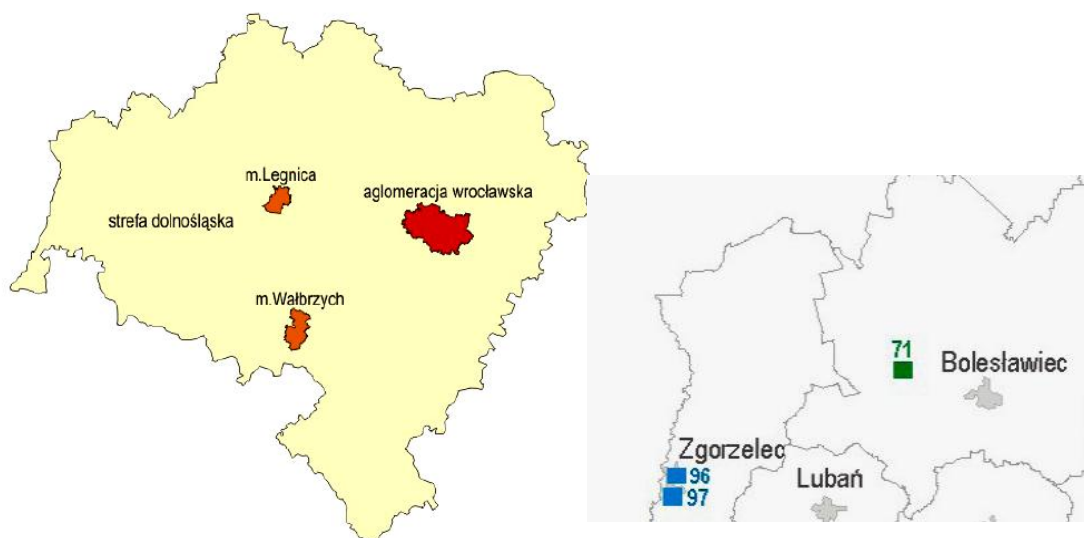 m.Legnica
aglomeracja wrocławska
strefa dolnośląska
m.Wałbrzych
71
Bolesławiec
Zgorzelec
96
97
Lubań